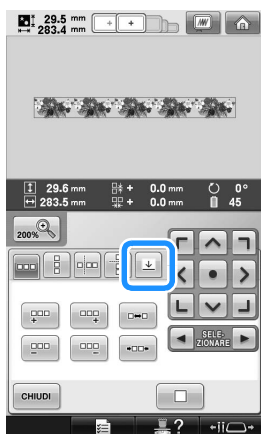 29.5 mm
283.4 mm
29.6 mm + 0.0 mm 0°
283.5 mm + 0.0 mm 45
200%
+ +
- -
SELE-
ZIONARE
CHIUDI
?